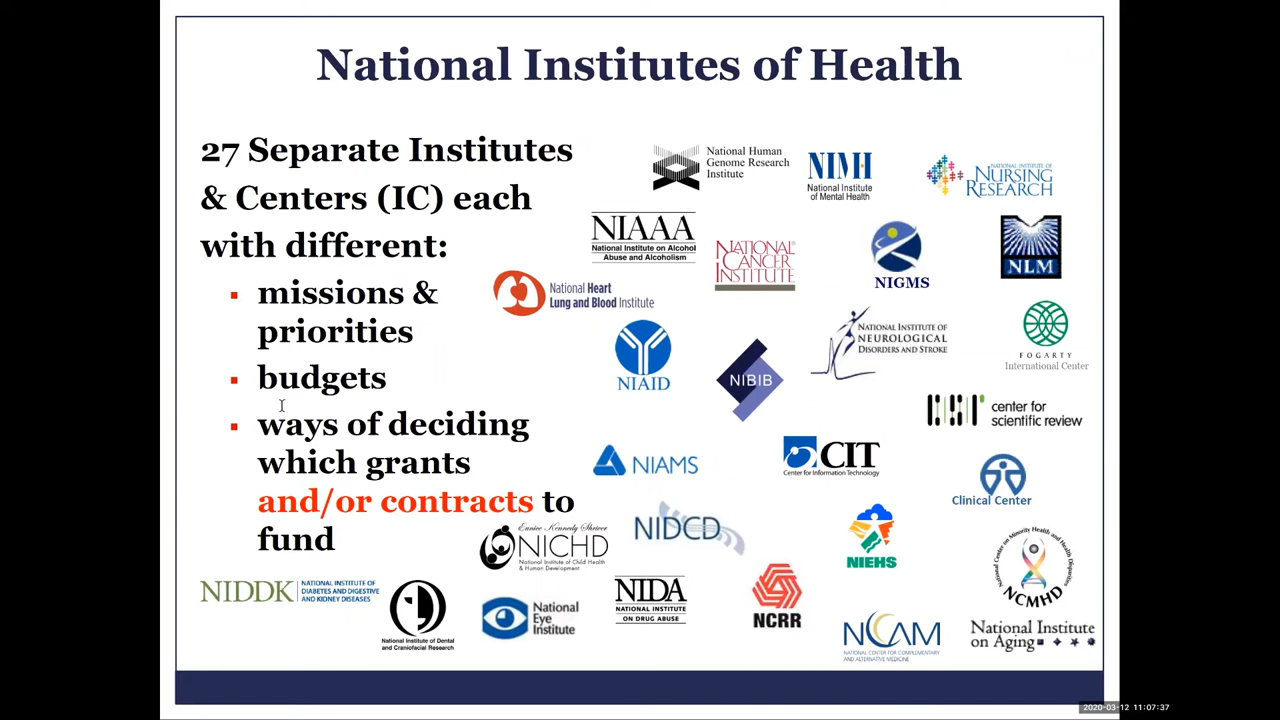 National Institutes of Health
27 Separate Institutes
& Centers (IC) each
with different:
▪ missions &
priorities
▪ budgets
▪ ways of deciding
which grants
and/or contracts to
fund
National Human
Genome Research
Institute
NIMH
National Institute
of Mental Health
NATIONAL INSTITUTE OF
NURSING
RESEARCH
NIAAA
National Institute on Alcohol
Abuse and Alcoholism
NATIONAL
CANCER
INSTITUTE
NIGMS
NLM
National Heart
Lung and Blood Institute
NIAID
NIBIB
NATIONAL INSTITUTE OF
NEUROLOGICAL
DISORDERS AND STROKE
FOGARTY
International Center
center for
scientific review
NIAMS
CIT
Center for Information Technology
Clinical Center
Eunice Kennedy Shriver
NICHD
National Institute of Child Health
& Human Development
NIDCD
NIEHS
National Center on Minority Health and Health Disparities
NCMHD
NIDDK
NATIONAL INSTITUTE OF
DIABETES AND DIGESTIVE
AND KIDNEY DISEASES
National Institute of Dental
and Craniofacial Research
National
Eye
Institute
NIDA
NATIONAL INSTITUTE
ON DRUG ABUSE
NCRR
NCCAM
NATIONAL CENTER FOR COMPLEMENTARY
AND ALTERNATIVE MEDICINE
National Institute
on Aging
2020-03-12 11:07:37